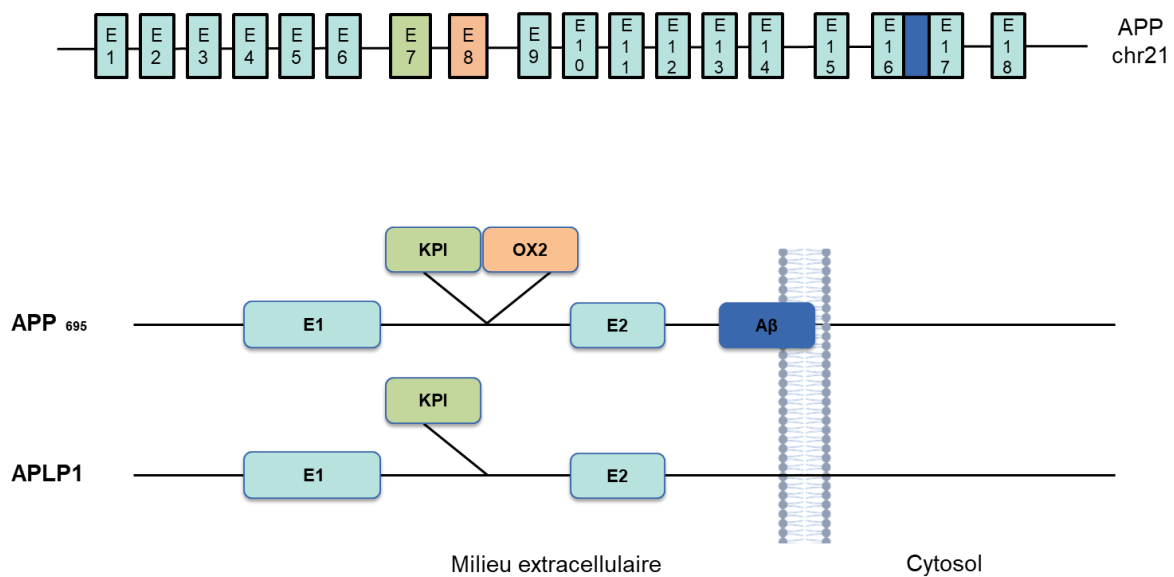 E1 E2 E3 E4 E5 E6 E7 E8 E9 E10 E11 E12 E13 E14 E15 E16 E17 E18
APP
chr21
KPI OX2
APP 695 E1 E2 Aβ
KPI
APLP1 E1 E2
Milieu extracellulaire Cytosol